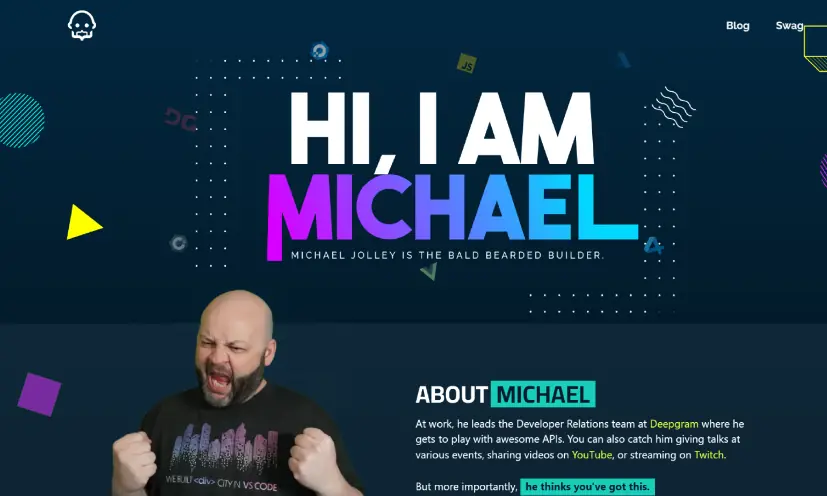 Blog Swag
JS
HI, I AM
MICHAEL
MICHAEL JOLLEY IS THE BALD BEARDED BUILDER.
ABOUT MICHAEL
At work, he leads the Developer Relations team at Deepgram where he
gets to play with awesome APIs. You can also catch him giving talks at
various events, sharing videos on YouTube, or streaming on Twitch.
WE BUILT <div> CITY N VS CODE
But more importantly, he thinks you've got this.